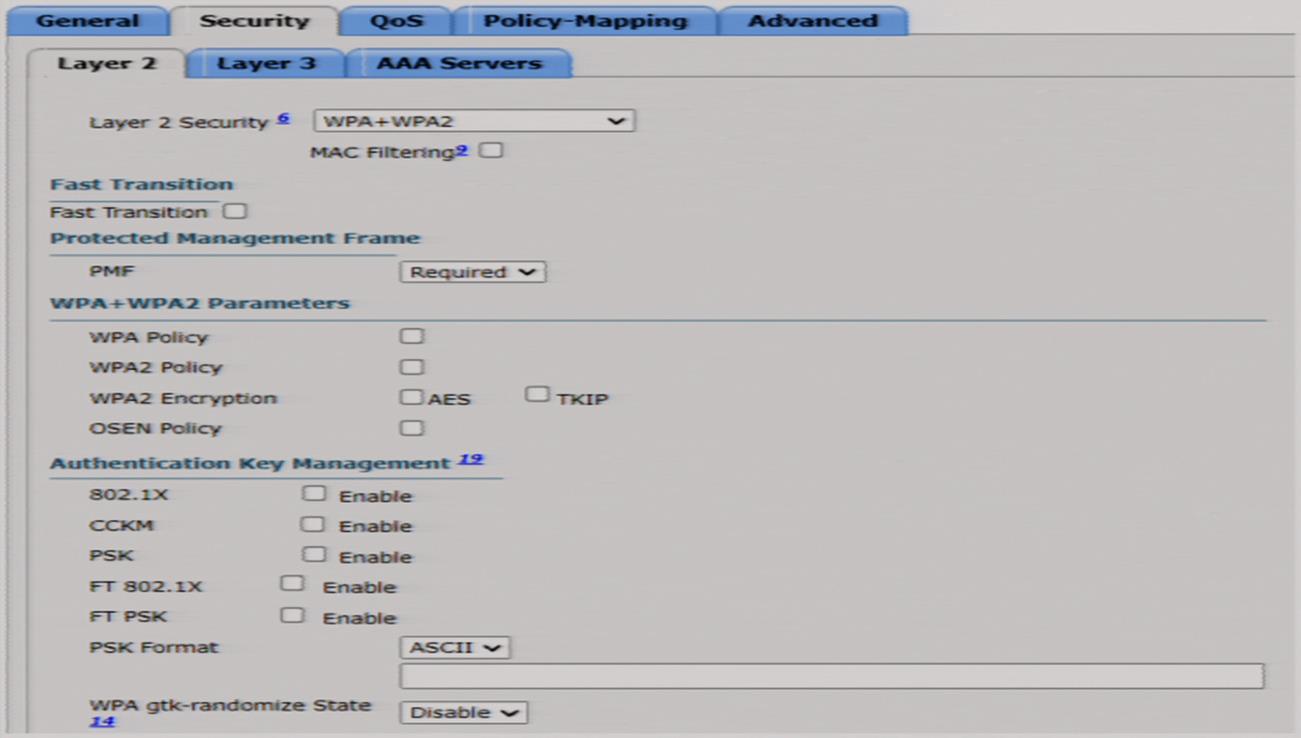 General Security QoS Policy-Mapping Advanced
Layer 2 Layer 3 AAA Servers
Layer 2 Security 6 WPA+WPA2
MAC Filtering 9
Fast Transition
Fast Transition
Protected Management Frame
PMF Required
WPA+WPA2 Parameters
WPA Policy
WPA2 Policy
WPA2 Encryption AES TKIP
OSEN Policy
Authentication Key Management 19
802.1X Enable
CCKM Enable
PSK Enable
FT 802.1X Enable
FT PSK Enable
PSK Format ASCII
WPA gtk-randomize State Disable
14